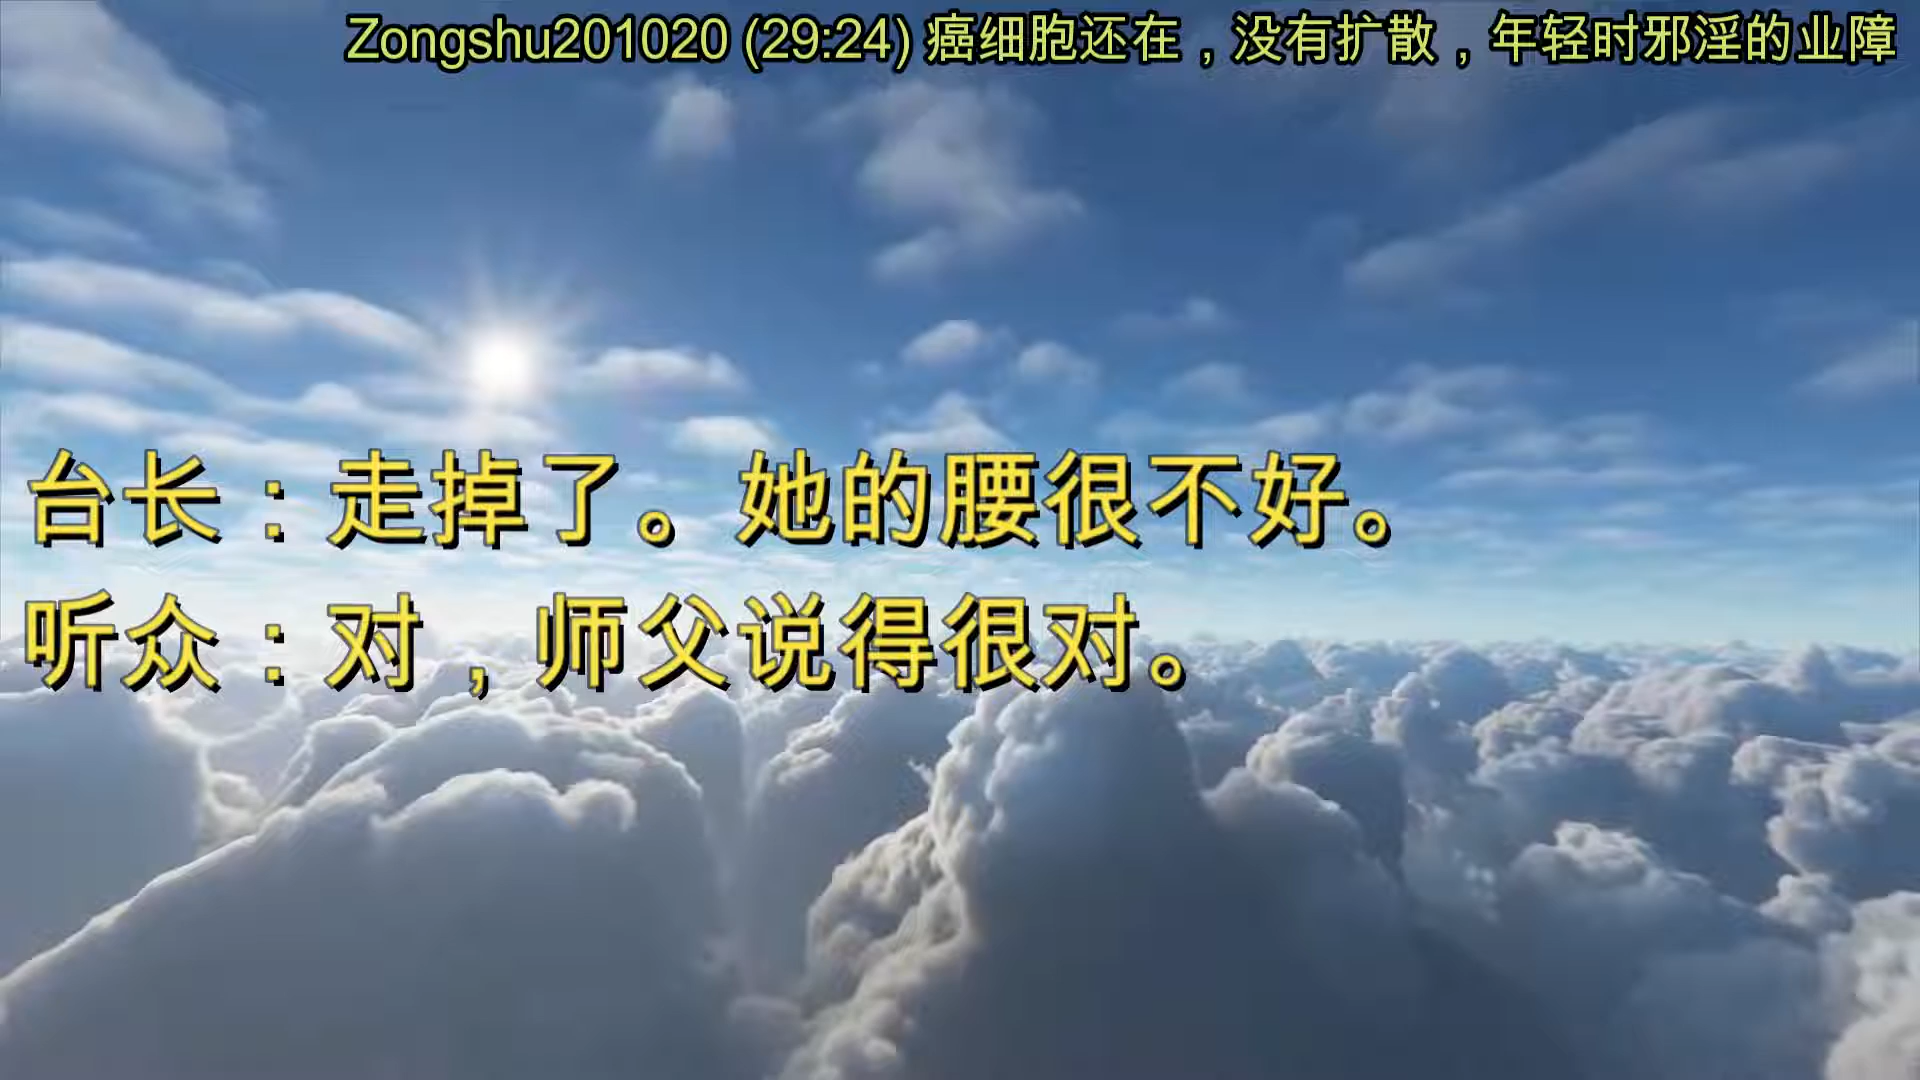 Zongshu201020 (29:24) 癌细胞还在，没有扩散，年轻时邪淫的业障
台长：走掉了。她的腰很不好。
听众：对，师父说得很对。